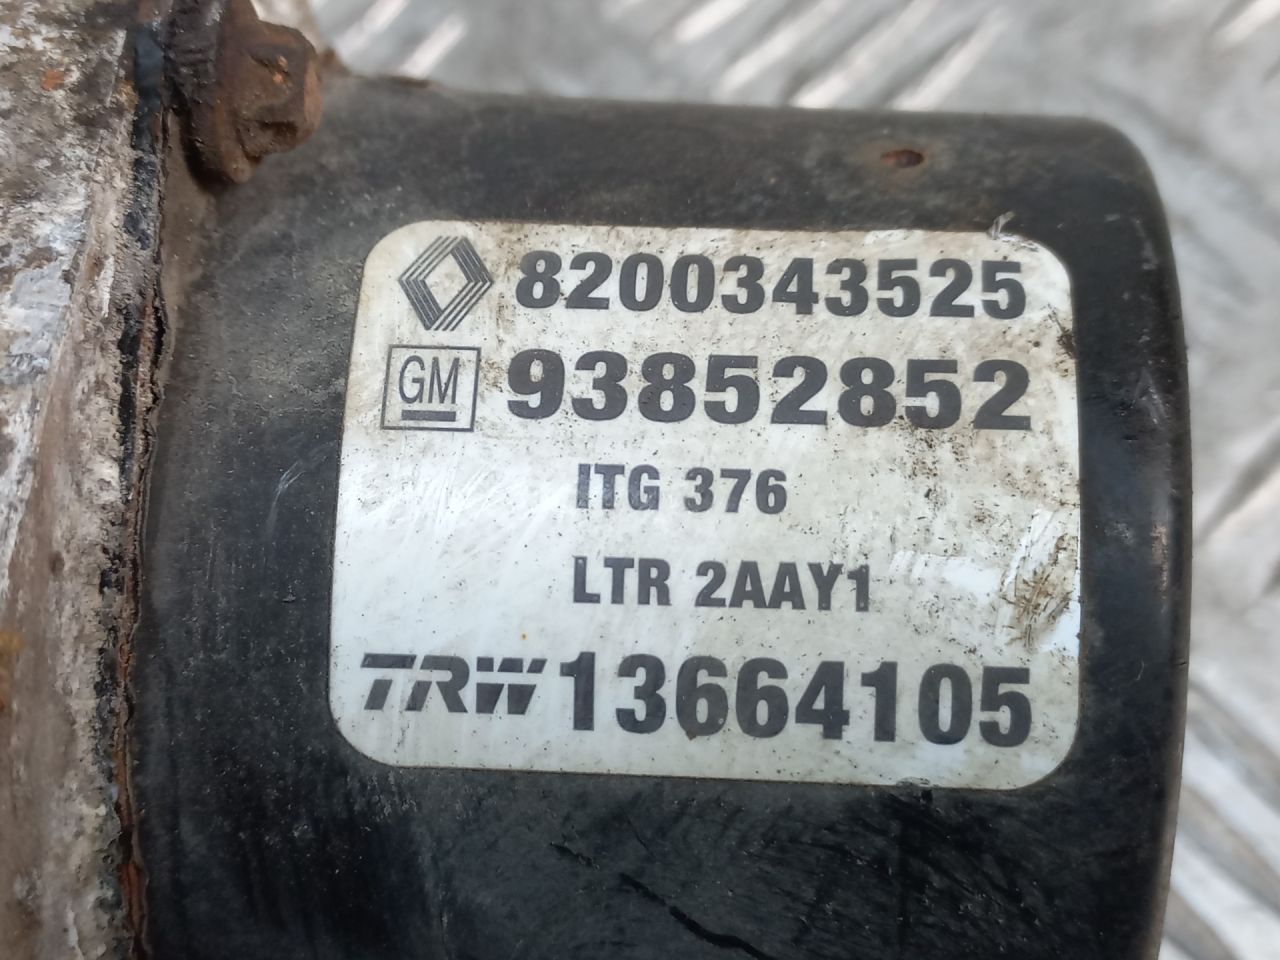 8200343525
GM 93852852
ITG 376
LTR 2AAY1
TRW 13664105